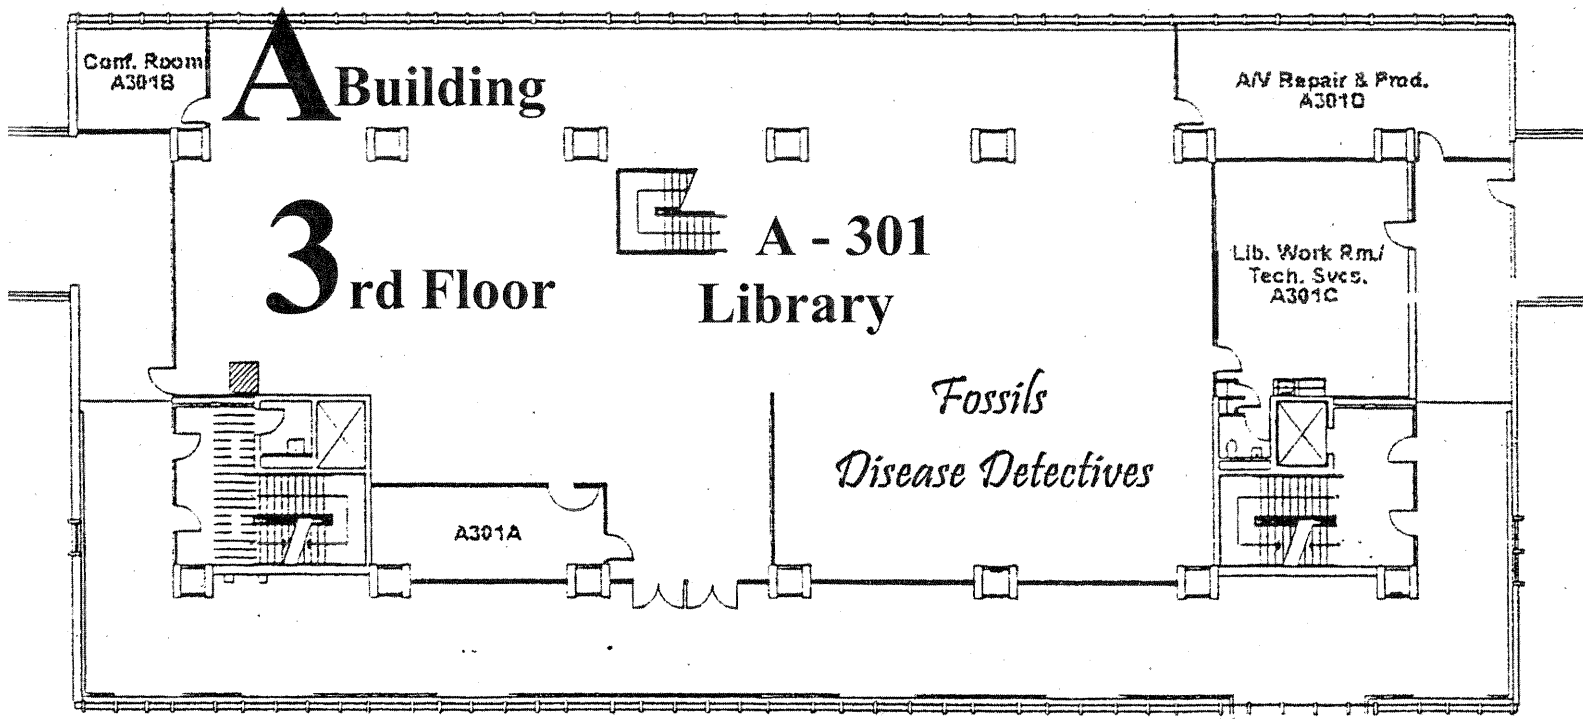 Conf. Room
A301B
A Building
A/V Repair & Prod.
A301D
3rd Floor
A - 301
Library
Lib. Work Rm./
Tech. Svcs.
A301C
Fossils
Disease Detectives
A301A